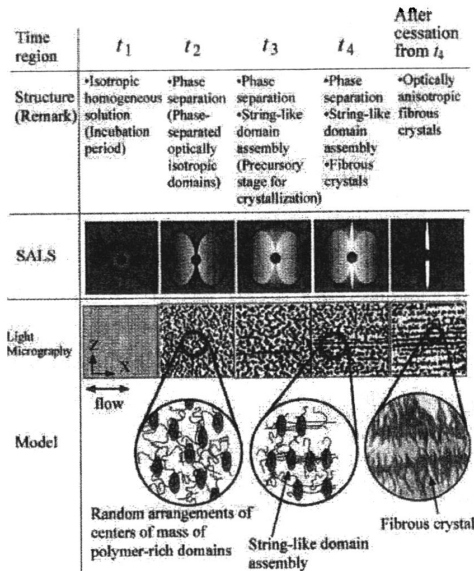 Time region
t1
t2
t3
t4
After cessation from t4
Structure (Remark)
•Isotropic
homogeneous
solution
(Incubation
period)
•Phase
separation
(Phase-
separated
optically
isotropic
domains)
•Phase
separation
•String-like
domain
assembly
(Precursory
stage for
crystallization)
•Phase
separation
•String-like
domain
assembly
•Fibrous
crystals
•Optically
anisotropic
fibrous
crystals
SALS
Light
Micrography
Z
X
flow
Model
Random arrangements of
centers of mass of
polymer-rich domains
String-like domain
assembly
Fibrous crystal